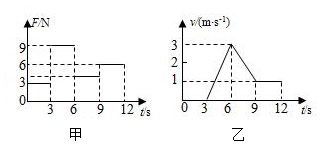 F/N
9
6
4
3
0
3 6 9 12 t/s
甲
v/(m·s⁻¹)
3
2
1
0 3 6 9 12 t/s
乙